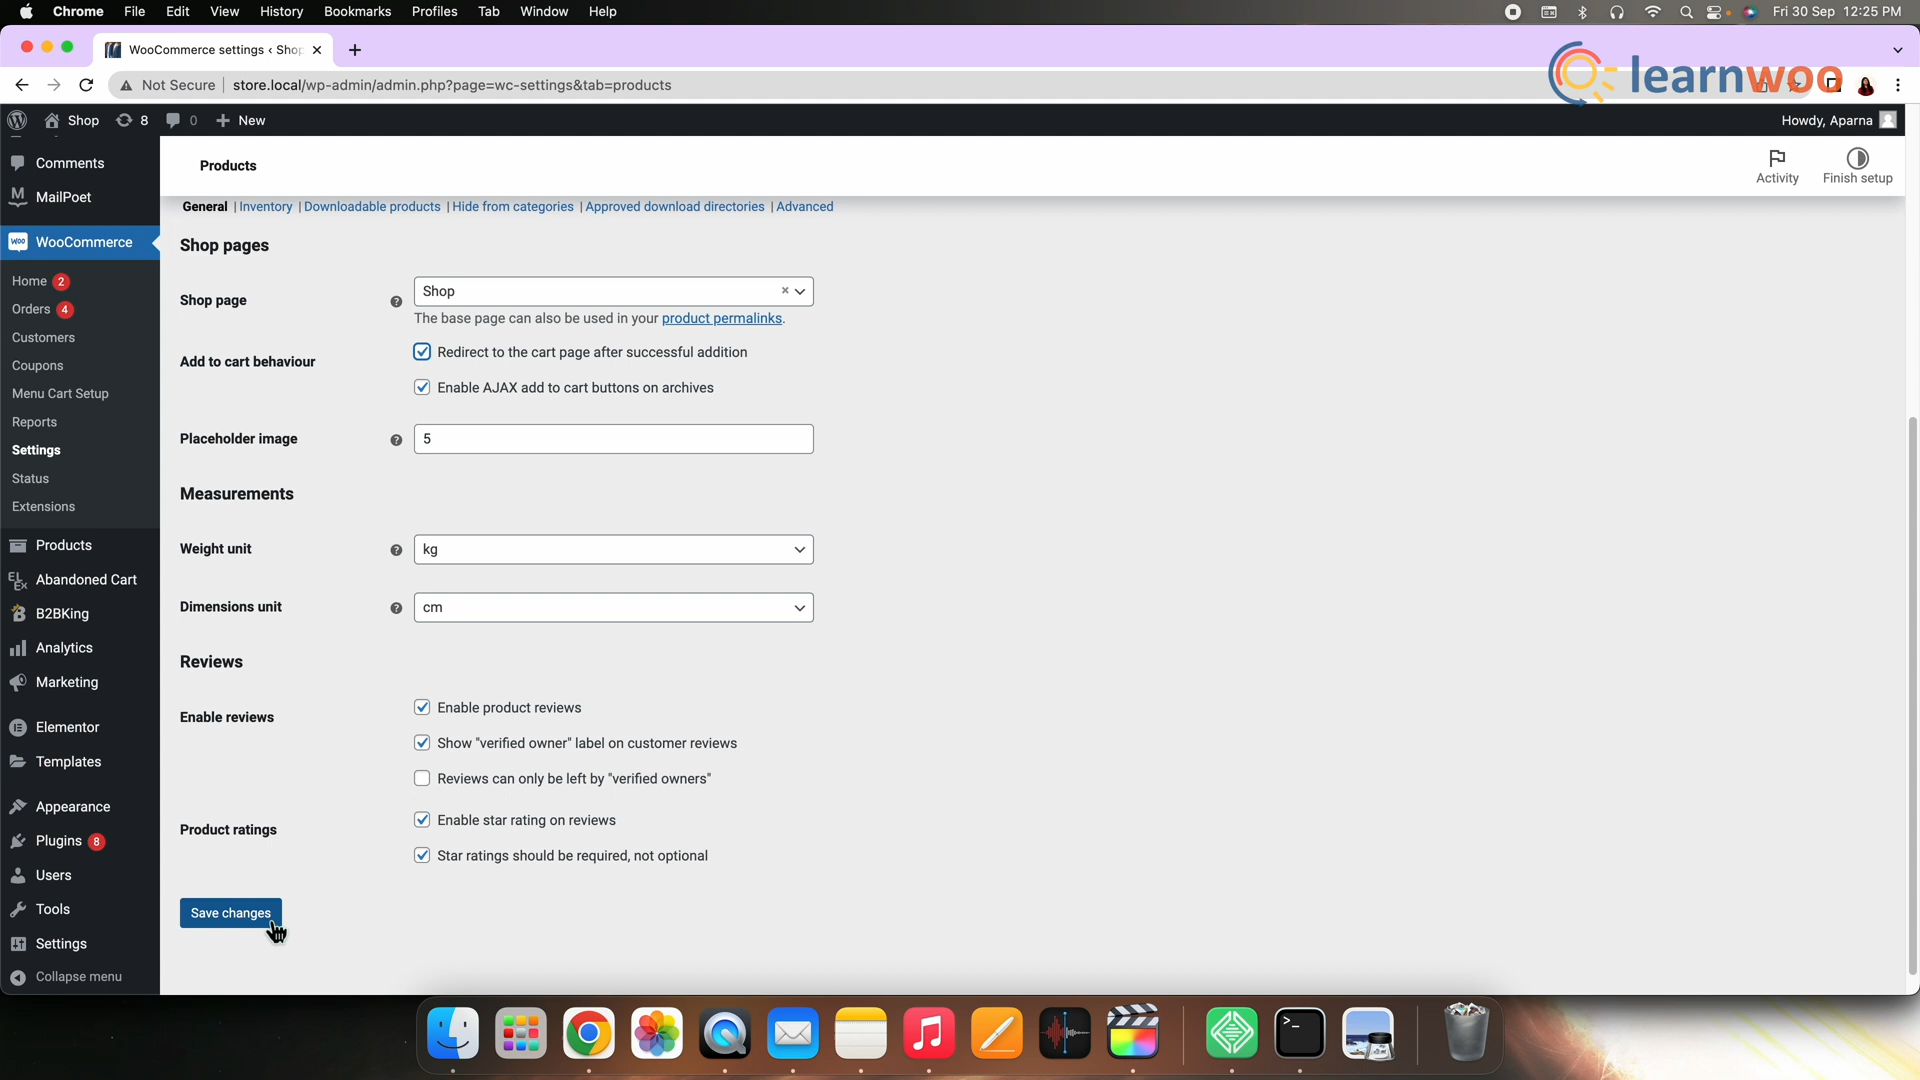 Chrome File Edit View History Bookmarks Profiles Tab Window Help Fri 30 Sep 12:25 PM
WooCommerce settings ‹ Shop
Not Secure store.local/wp-admin/admin.php?page=wc-settings&tab=products
learnwoo
Shop 8 0 New Howdy, Aparna
Comments
MailPoet
WooCommerce
Home 2
Orders 4
Customers
Coupons
Menu Cart Setup
Reports
Settings
Status
Extensions
Products
Abandoned Cart
B2BKing
Analytics
Marketing
Elementor
Templates
Appearance
Plugins 8
Users
Tools
Settings
Collapse menu
Products
Activity
Finish setup
General | Inventory | Downloadable products | Hide from categories | Approved download directories | Advanced
Shop pages
Shop page Shop
The base page can also be used in your product permalinks.
Add to cart behaviour
Redirect to the cart page after successful addition
Enable AJAX add to cart buttons on archives
Placeholder image 5
Measurements
Weight unit kg
Dimensions unit cm
Reviews
Enable reviews
Enable product reviews
Show "verified owner" label on customer reviews
Reviews can only be left by "verified owners"
Product ratings
Enable star rating on reviews
Star ratings should be required, not optional
Save changes